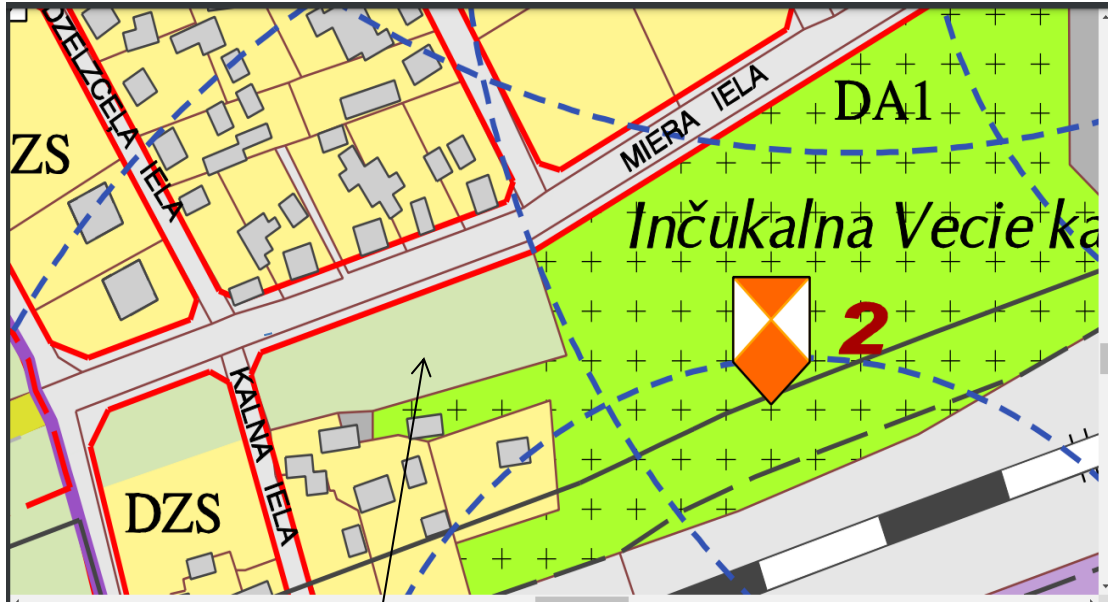 DZELZCEĻA IELA
MIERA IELA
DA1
ZS
Inčukalna Vecie ka
2
KALNA IELA
DZS